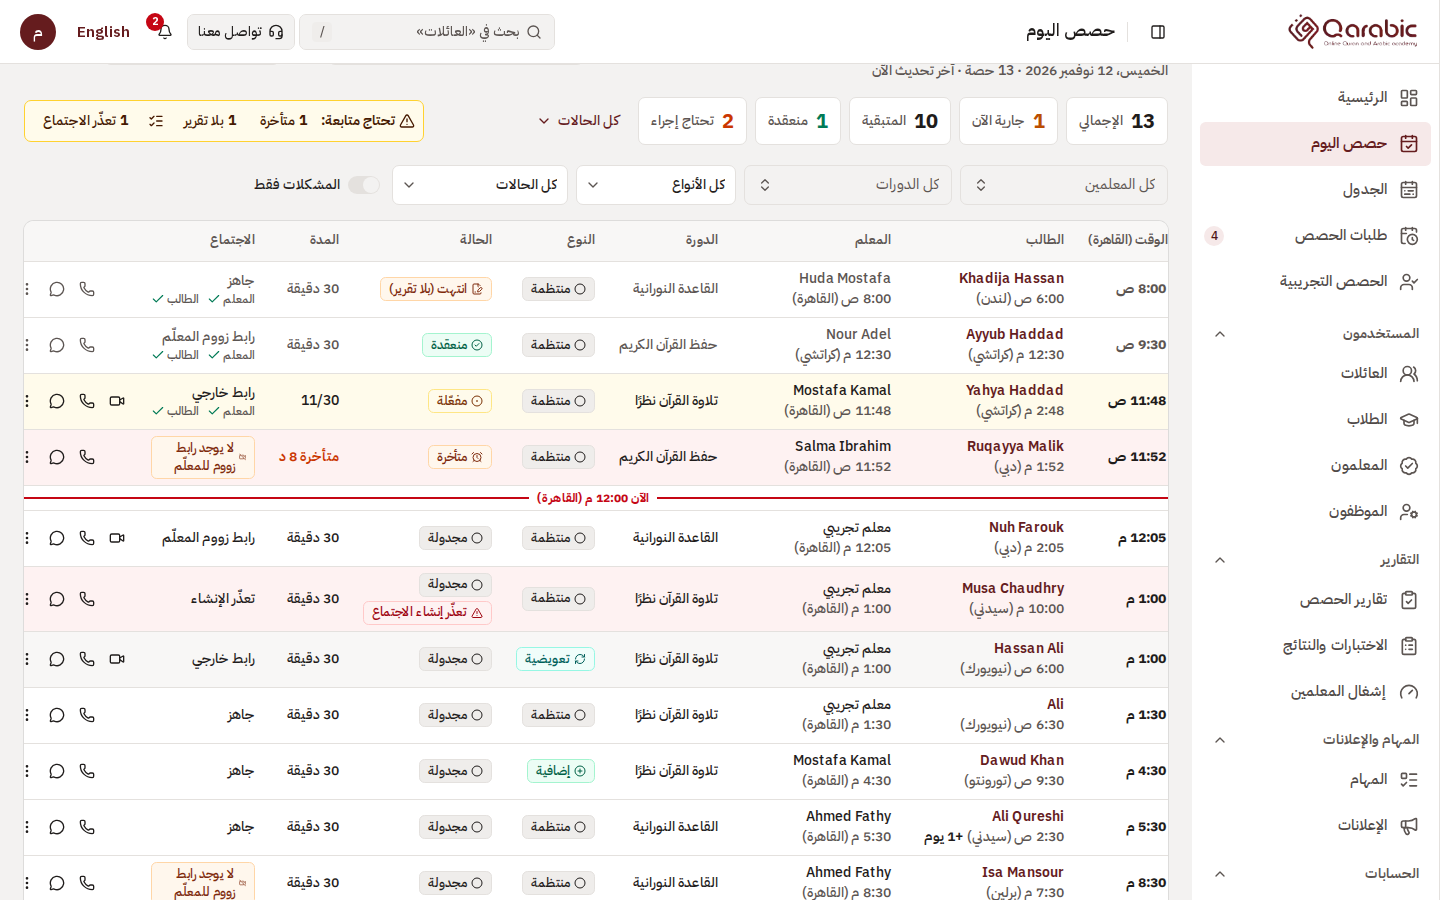 Qarabic
Online Quran and Arabic academy
حصص اليوم
بحث في «العائلات»
/
تواصل معنا
2
English
م
الرئيسية
حصص اليوم
الجدول
طلبات الحصص
4
الحصص التجريبية
المستخدمون
العائلات
الطلاب
المعلمون
الموظفون
التقارير
تقارير الحصص
الاختبارات والنتائج
إشغال المعلمين
المهام والإعلانات
المهام
الإعلانات
الحسابات
الخميس، 12 نوفمبر 2026 · 13 حصة · آخر تحديث الآن
13 الإجمالي
1 جارية الآن
10 المتبقية
1 منعقدة
2 تحتاج إجراء
كل الحالات
تحتاج متابعة: 1 متأخرة 1 بلا تقرير 1 تعذّر الاجتماع
كل المعلمين
كل الدورات
كل الأنواع
كل الحالات
المشكلات فقط
الوقت (القاهرة) الطالب المعلم الدورة النوع الحالة المدة الاجتماع
8:00 ص Khadija Hassan Huda Mostafa القاعدة النورانية منتظمة انتهت (بلا تقرير) 30 دقيقة جاهز
6:00 ص (لندن) 8:00 ص (القاهرة) المعلم الطالب
9:30 ص Ayyub Haddad Nour Adel حفظ القرآن الكريم منتظمة منعقدة 30 دقيقة رابط زووم المعلّم
12:30 م (كراتشي) 12:30 م (كراتشي) المعلم الطالب
11:48 ص Yahya Haddad Mostafa Kamal تلاوة القرآن نظرًا منتظمة مفعّلة 11/30 رابط خارجي
2:48 م (كراتشي) 11:48 ص (القاهرة) المعلم الطالب
11:52 ص Ruqayya Malik Salma Ibrahim حفظ القرآن الكريم منتظمة متأخرة متأخرة 8 د لا يوجد رابط
1:52 م (دبي) 11:52 ص (القاهرة) زووم للمعلّم
الآن 12:00 م (القاهرة)
12:05 م Nuh Farouk معلم تجريبي القاعدة النورانية منتظمة مجدولة 30 دقيقة رابط زووم المعلّم
2:05 م (دبي) 12:05 م (القاهرة)
1:00 م Musa Chaudhry معلم تجريبي تلاوة القرآن نظرًا منتظمة مجدولة 30 دقيقة تعذّر الإنشاء
10:00 م (سيدني) 1:00 م (القاهرة) تعذّر إنشاء الاجتماع
1:00 م Hassan Ali معلم تجريبي تلاوة القرآن نظرًا تعويضية مجدولة 30 دقيقة رابط خارجي
6:00 ص (نيويورك) 1:00 م (القاهرة)
1:30 م Ali معلم تجريبي تلاوة القرآن نظرًا منتظمة مجدولة 30 دقيقة جاهز
6:30 ص (نيويورك) 1:30 م (القاهرة)
4:30 م Dawud Khan Mostafa Kamal تلاوة القرآن نظرًا إضافية مجدولة 30 دقيقة جاهز
9:30 ص (تورونتو) 4:30 م (القاهرة)
5:30 م Ali Qureshi Ahmed Fathy القاعدة النورانية منتظمة مجدولة 30 دقيقة جاهز
2:30 ص (سيدني) +1 يوم 5:30 م (القاهرة)
8:30 م Isa Mansour Ahmed Fathy القاعدة النورانية منتظمة مجدولة 30 دقيقة لا يوجد رابط
7:30 م (برلين) 8:30 م (القاهرة) زووم للمعلّم